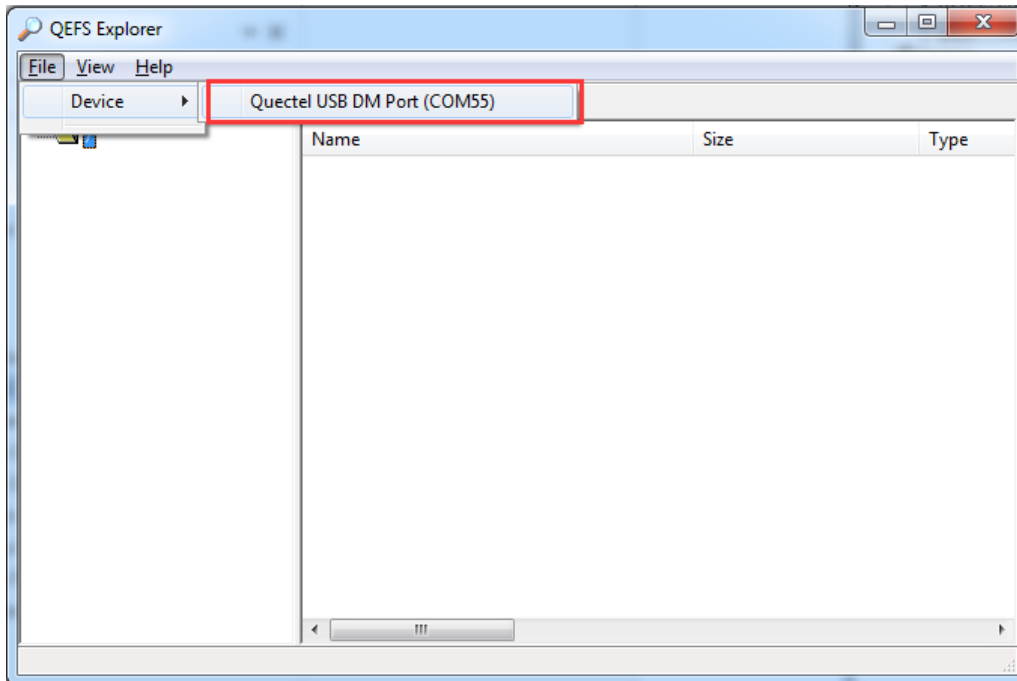 QEFS Explorer
File View Help
Device Quectel USB DM Port (COM55)
Name Size Type